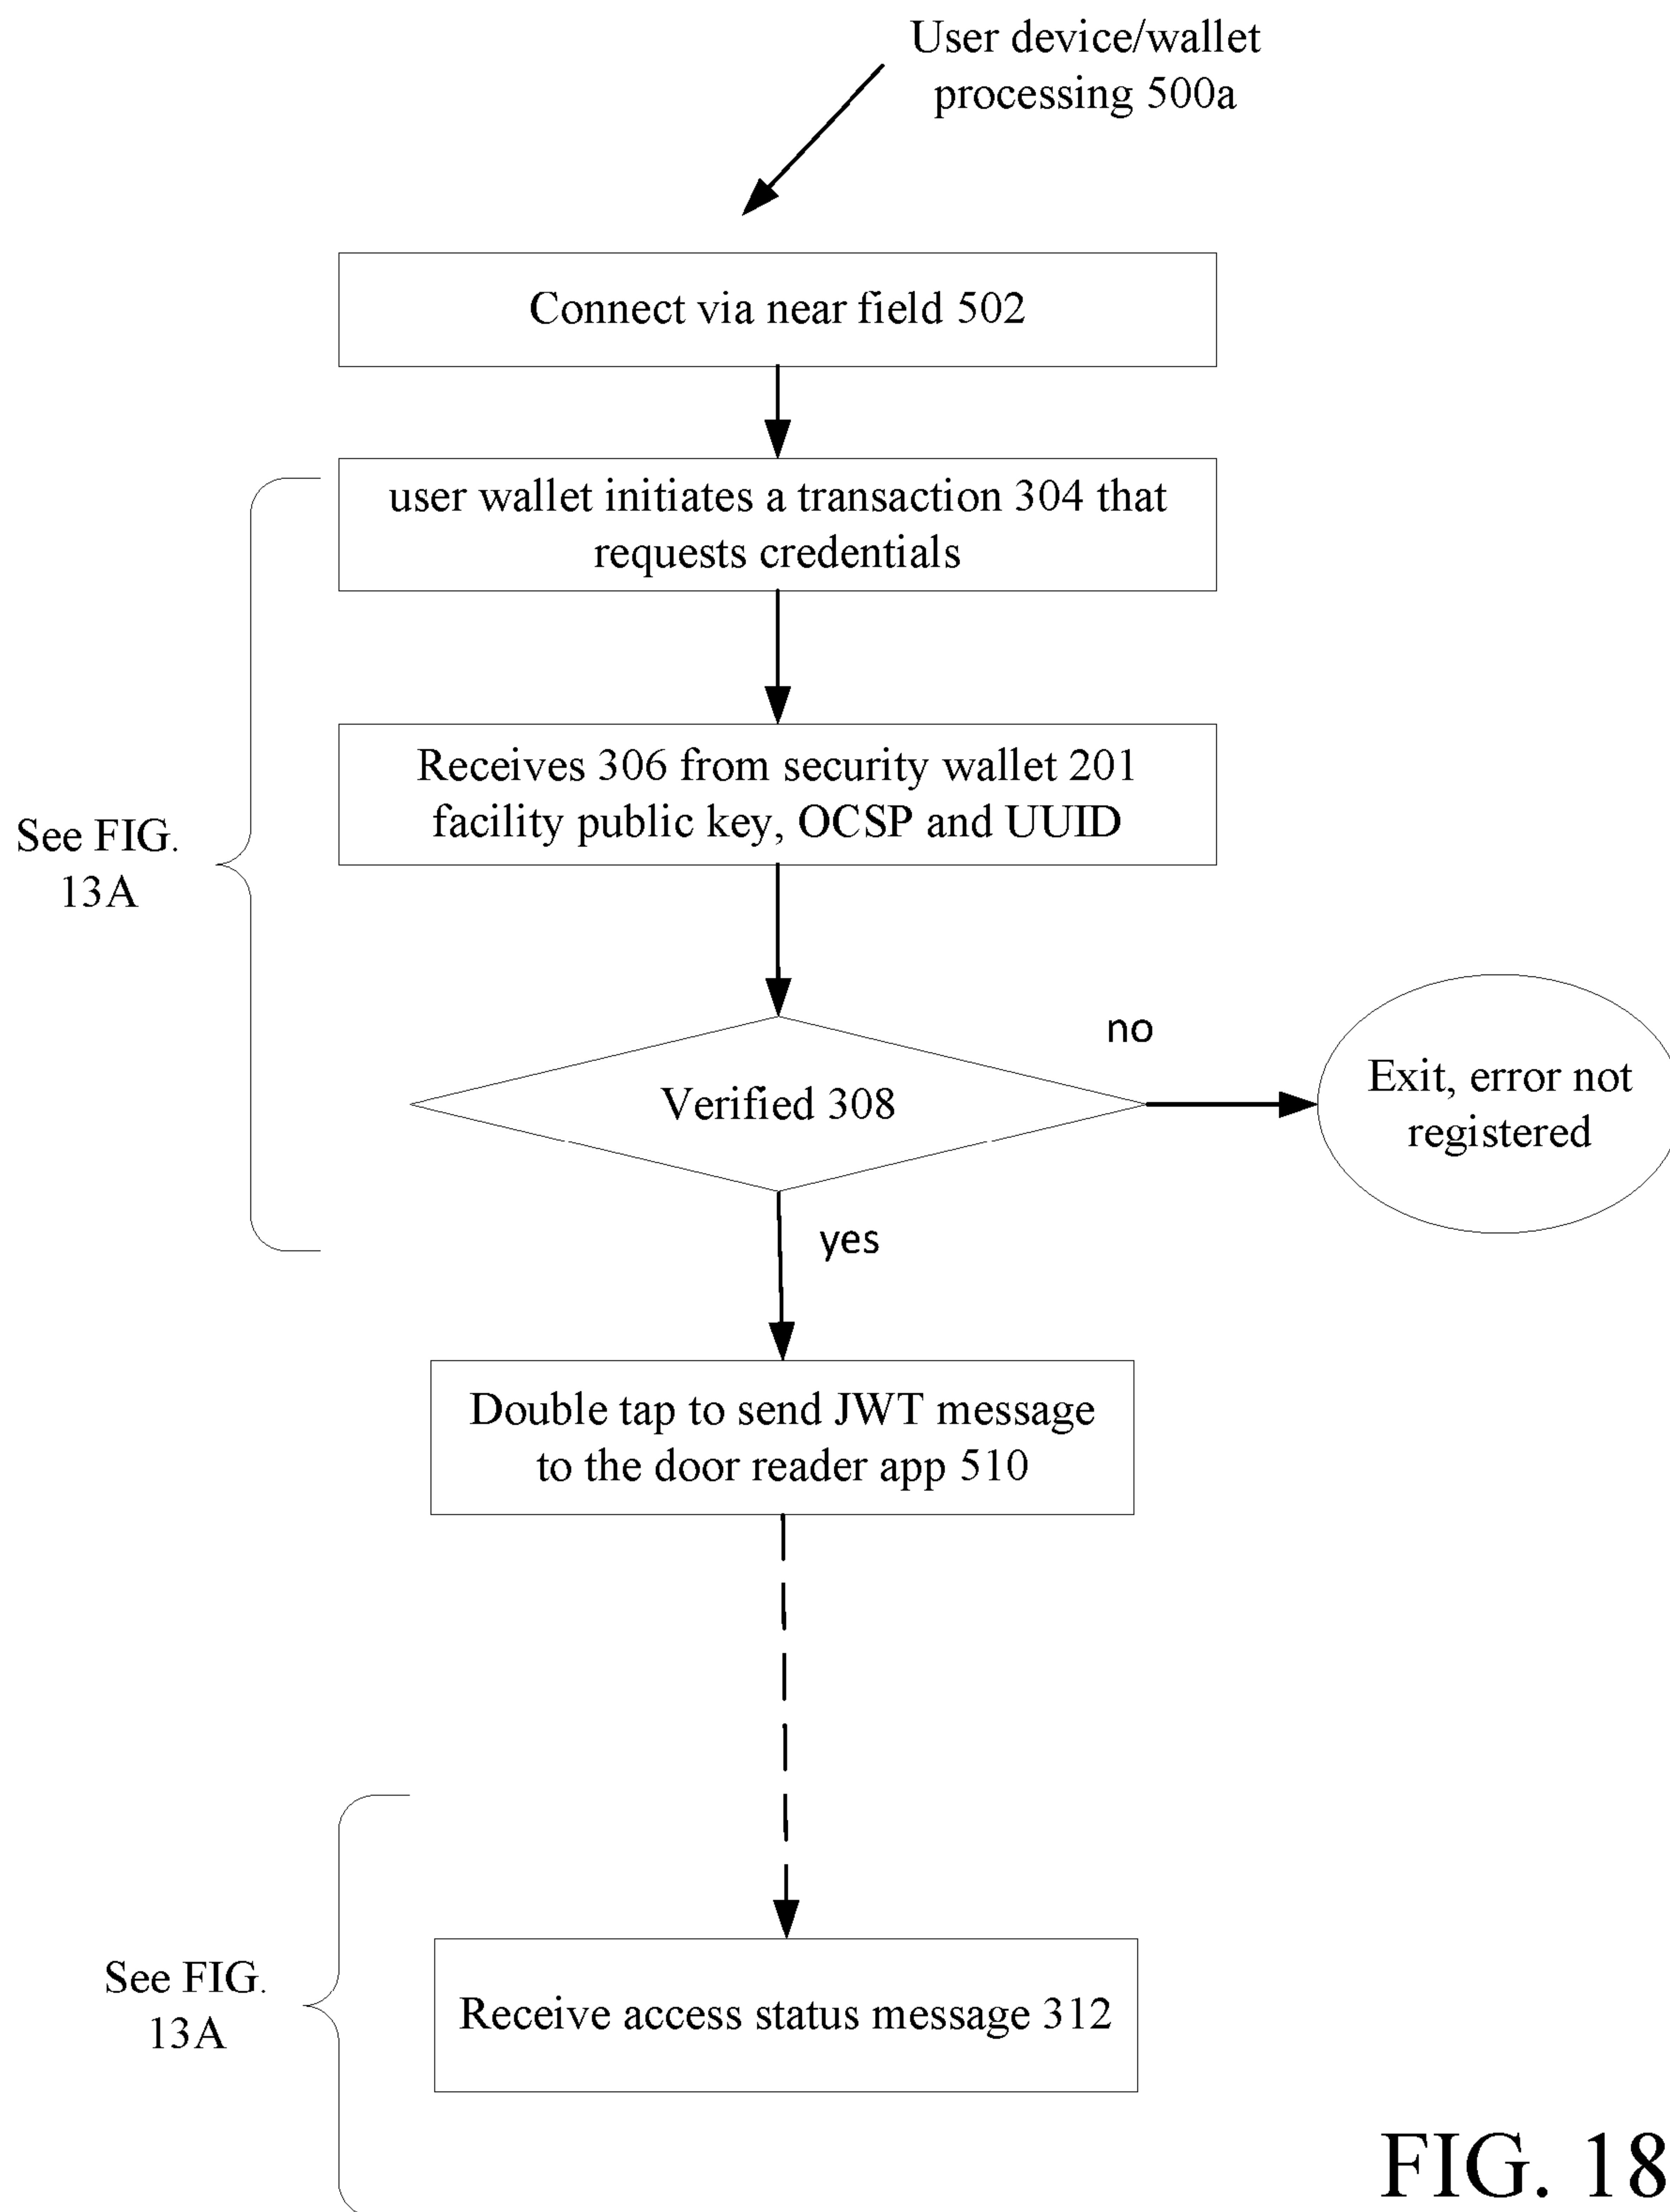 User device/wallet
processing 500a
Connect via near field 502
user wallet initiates a transaction 304 that
requests credentials
Receives 306 from security wallet 201
facility public key, OCSP and UUID
See FIG.
13A
no
Verified 308
Exit, error not
registered
yes
Double tap to send JWT message
to the door reader app 510
See FIG.
13A
Receive access status message 312
FIG. 18